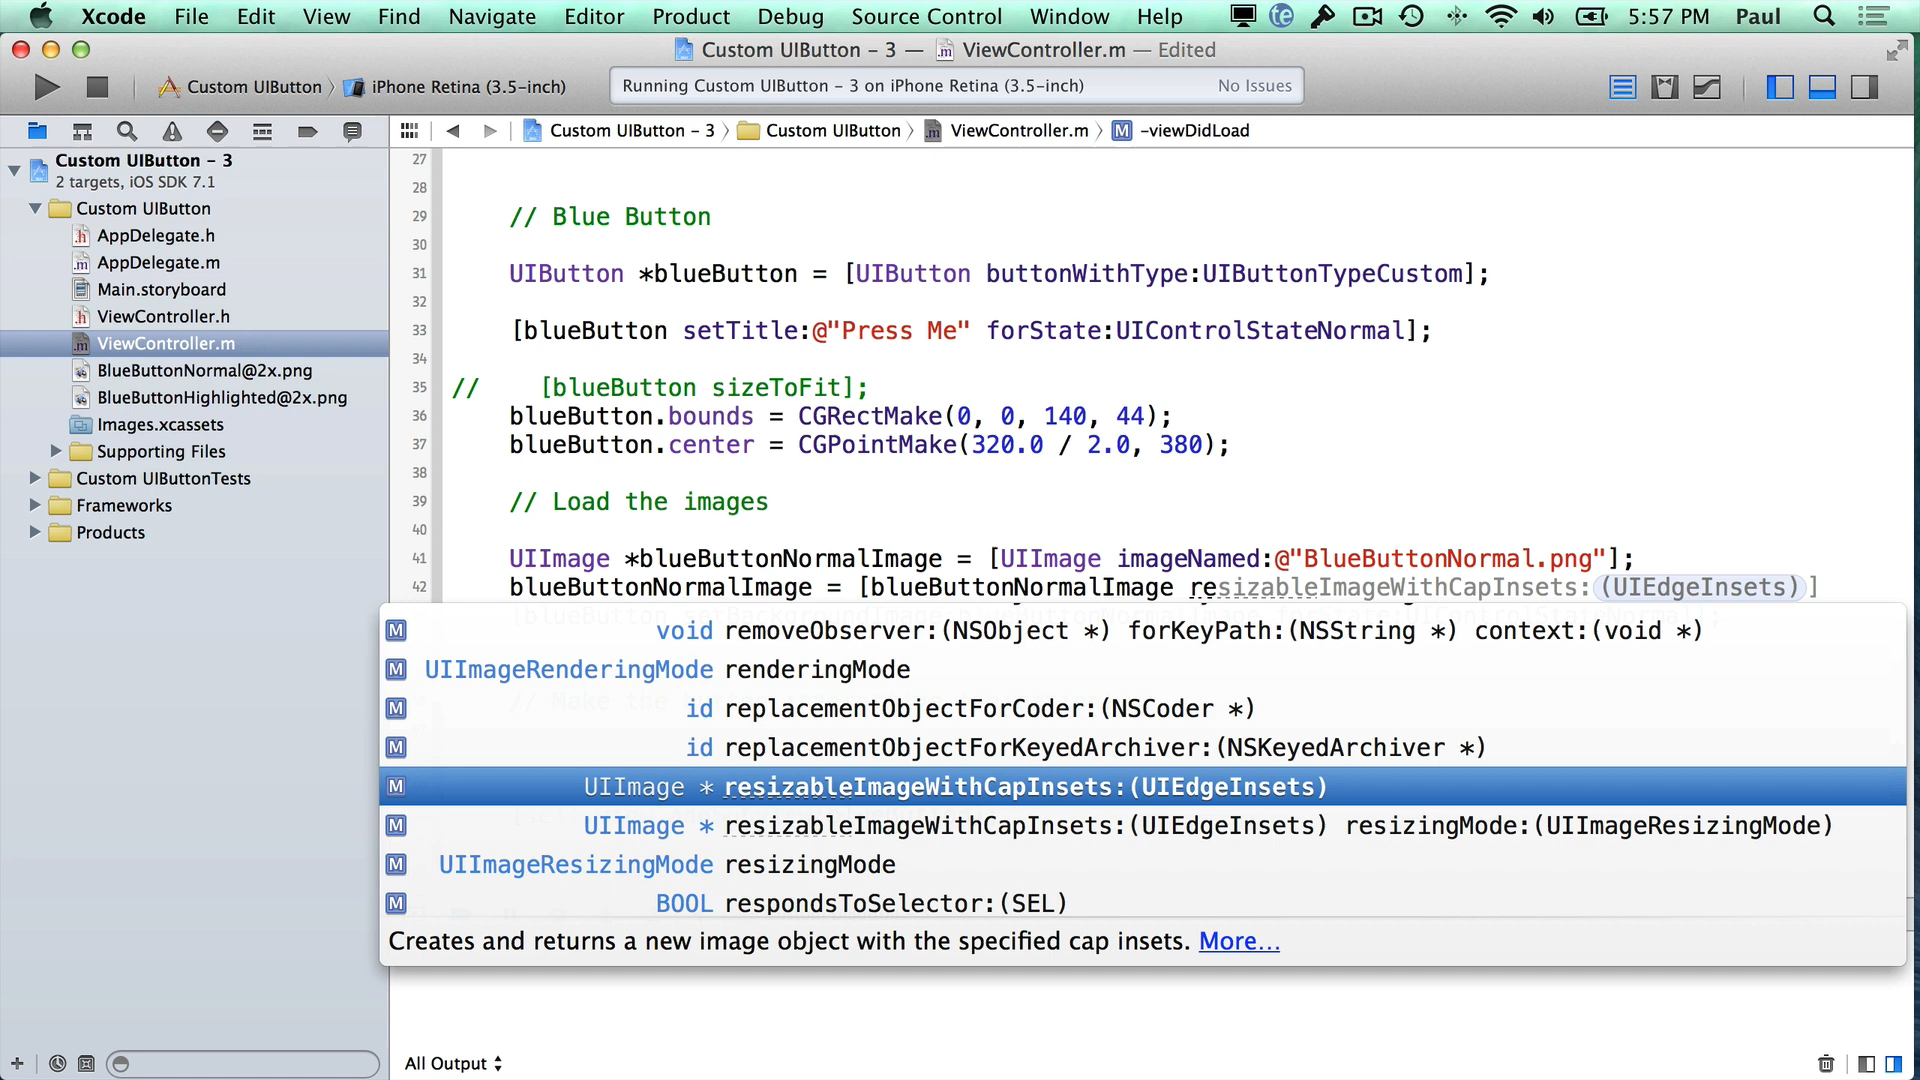 Xcode File Edit View Find Navigate Editor Product Debug Source Control Window Help te 5:57 PM Paul
Custom UIButton - 3 — ViewController.m — Edited
Custom UIButton iPhone Retina (3.5-inch) Running Custom UIButton - 3 on iPhone Retina (3.5-inch) No Issues
Custom UIButton - 3 Custom UIButton ViewController.m M -viewDidLoad
Custom UIButton - 3
2 targets, iOS SDK 7.1
Custom UIButton
AppDelegate.h
AppDelegate.m
Main.storyboard
ViewController.h
ViewController.m
BlueButtonNormal@2x.png
BlueButtonHighlighted@2x.png
Images.xcassets
Supporting Files
Custom UIButtonTests
Frameworks
Products
27
28
29 // Blue Button
30
31 UIButton *blueButton = [UIButton buttonWithType:UIButtonTypeCustom];
32
33 [blueButton setTitle:@"Press Me" forState:UIControlStateNormal];
34
35 // [blueButton sizeToFit];
36 blueButton.bounds = CGRectMake(0, 0, 140, 44);
37 blueButton.center = CGPointMake(320.0 / 2.0, 380);
38
39 // Load the images
40
41 UIImage *blueButtonNormalImage = [UIImage imageNamed:@"BlueButtonNormal.png"];
42 blueButtonNormalImage = [blueButtonNormalImage resizableImageWithCapInsets:(UIEdgeInsets)]
M void removeObserver:(NSObject *) forKeyPath:(NSString *) context:(void *)
M UIImageRenderingMode renderingMode
M id replacementObjectForCoder:(NSCoder *)
M id replacementObjectForKeyedArchiver:(NSKeyedArchiver *)
M UIImage * resizableImageWithCapInsets:(UIEdgeInsets)
M UIImage * resizableImageWithCapInsets:(UIEdgeInsets) resizingMode:(UIImageResizingMode)
M UIImageResizingMode resizingMode
M BOOL respondsToSelector:(SEL)
Creates and returns a new image object with the specified cap insets. More...
All Output